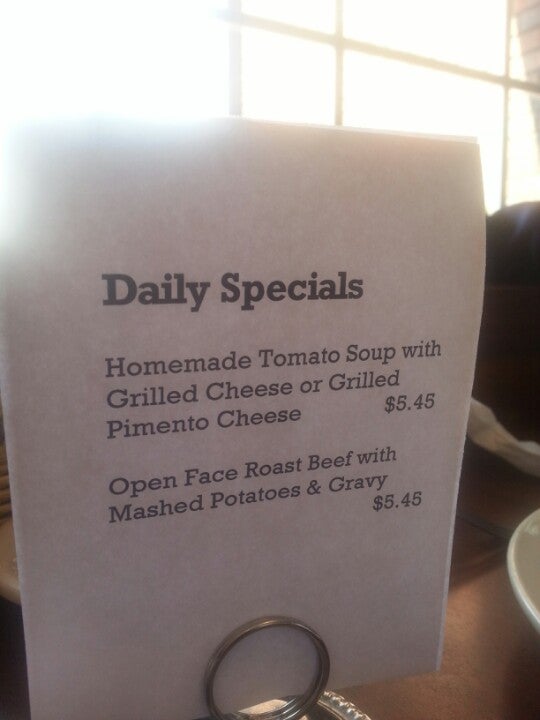 Daily Specials
Homemade Tomato Soup with
Grilled Cheese or Grilled
Pimento Cheese $5.45
Open Face Roast Beef with
Mashed Potatoes & Gravy
$5.45